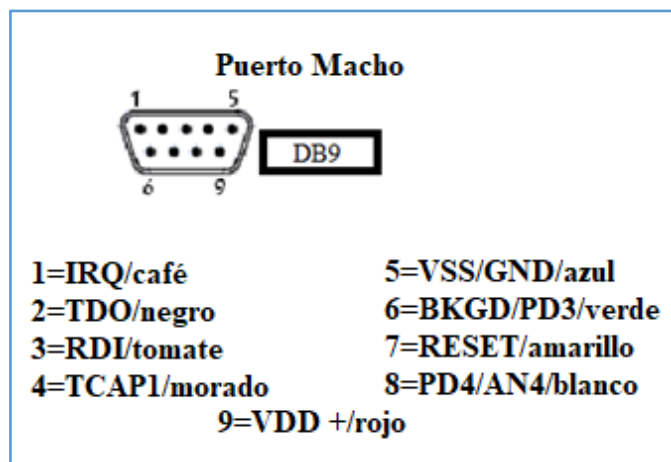 Puerto Macho
1 5
DB9
6 9
1=IRQ/café 5=VSS/GND/azul
2=TDO/negro 6=BKGD/PD3/verde
3=RDI/tomate 7=RESET/amarillo
4=TCAP1/morado 8=PD4/AN4/blanco
9=VDD +/rojo